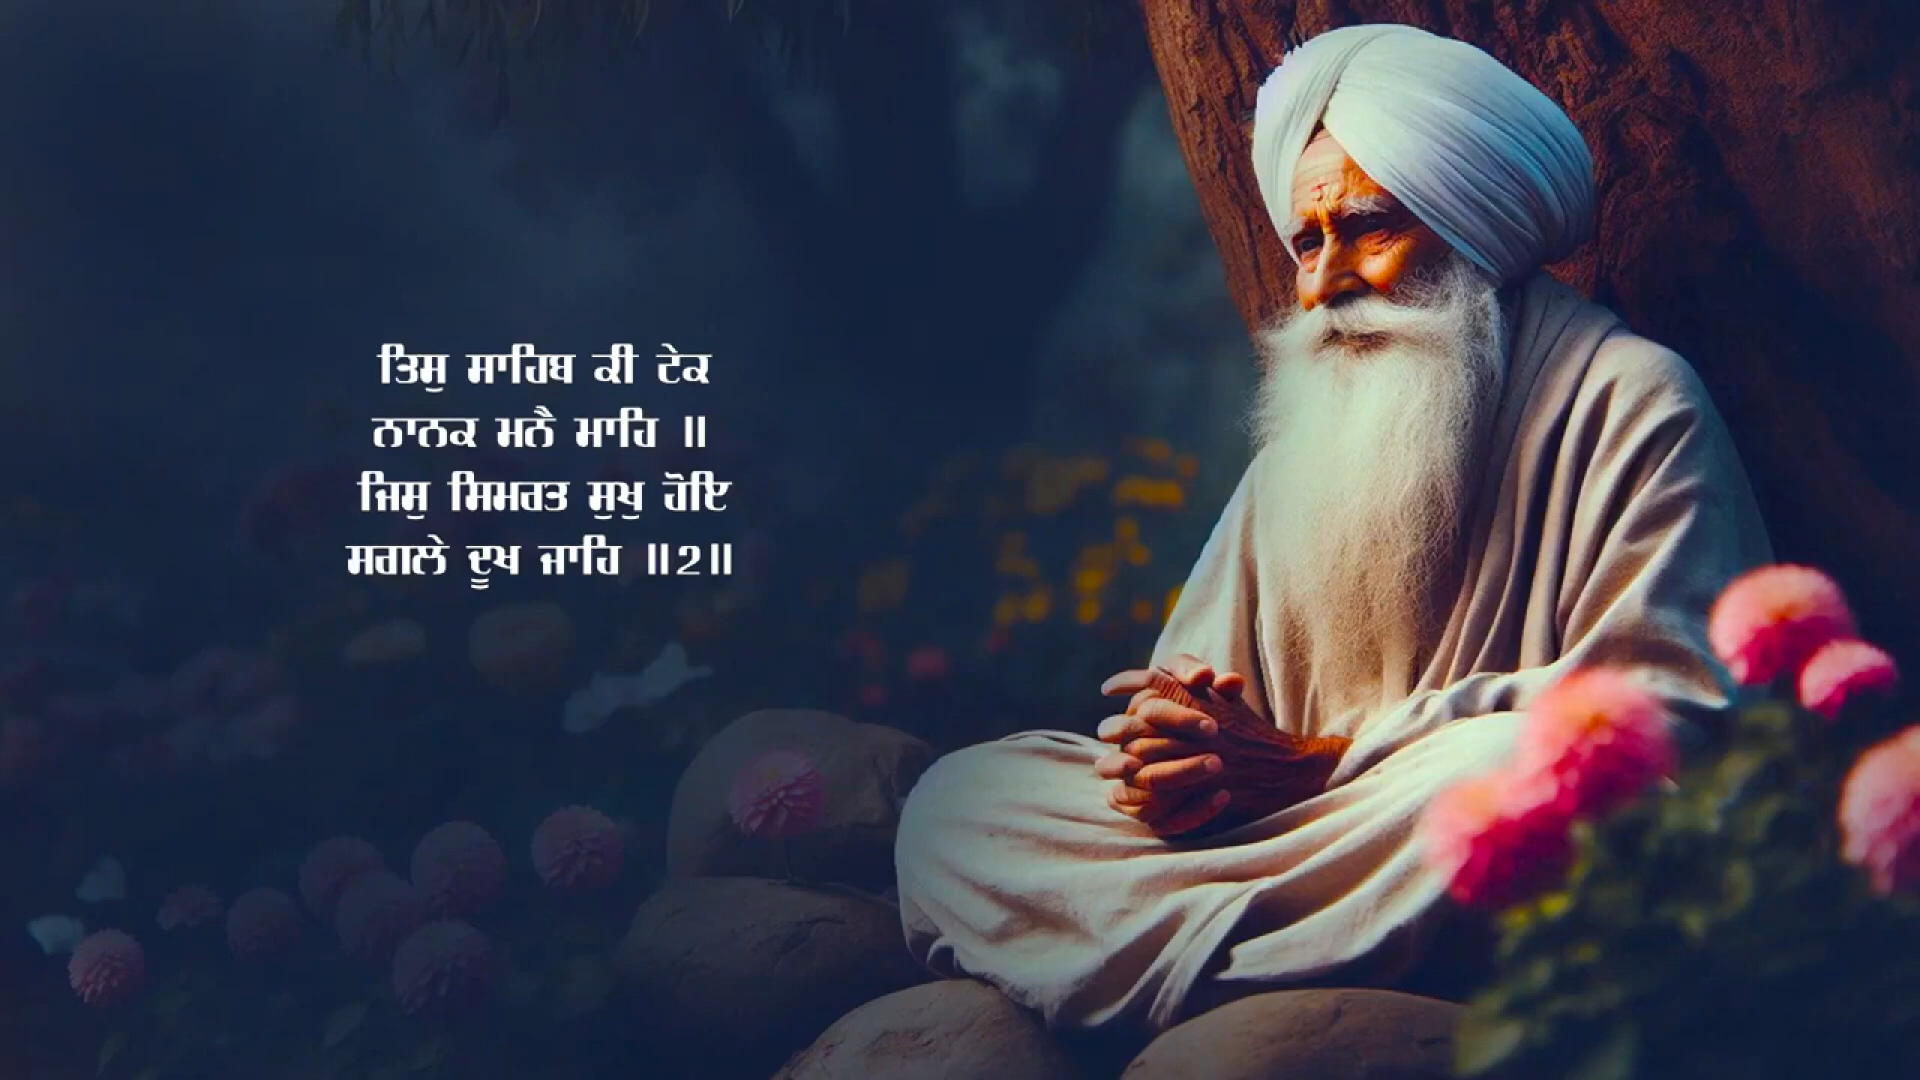 ਤਿਸੁ ਸਾਹਿਬ ਕੀ ਟੇਕ
ਨਾਨਕ ਮਨੈ ਮਾਹਿ ॥
ਜਿਸੁ ਸਿਮਰਤ ਸੁਖੁ ਹੋਇ
ਸਗਲੇ ਦੂਖ ਜਾਹਿ ॥2॥